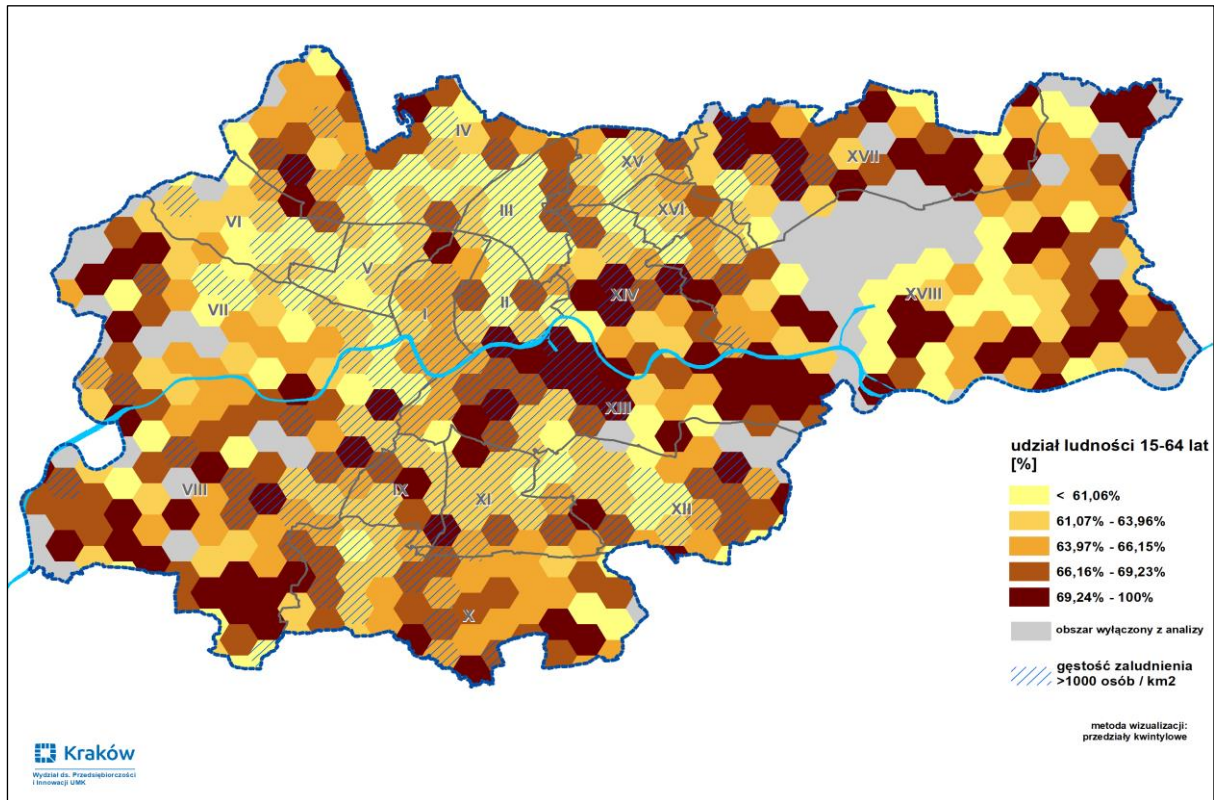 IV
XV
XVII
III
XVI
VI
V
VII
II
XIV
XVIII
I
XIII
VIII
IX
XI
XII
X
udział ludności 15-64 lat
[%]
< 61,06%
61,07% - 63,96%
63,97% - 66,15%
66,16% - 69,23%
69,24% - 100%
obszar wyłączony z analizy
gęstość zaludnienia
>1000 osób / km2
metoda wizualizacji:
przedziały kwintylowe
Kraków
Wydział ds. Przedsiębiorczości
i Innowacji UMK